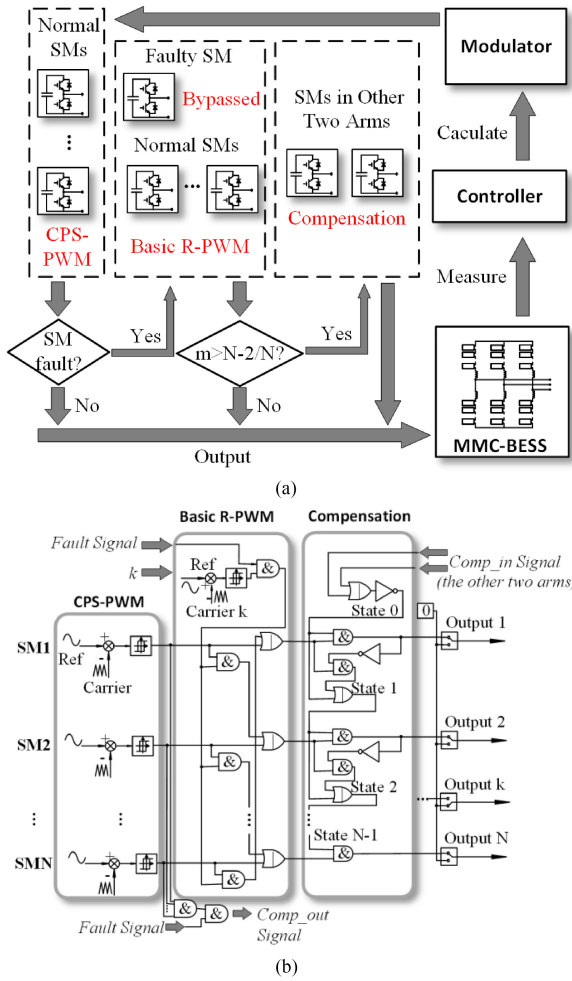 Normal
SMs
CPS-
PWM
Faulty SM
Bypassed
Normal SMs
Basic R-PWM
SMs in Other
Two Arms
Compensation
Modulator
Caculate
Controller
Measure
MMC-BESS
SM
fault?
Yes
No
m>N-2/N?
Yes
No
Output
(a)
Basic R-PWM
Compensation
Fault Signal
k
Ref
Carrier k
&
Comp_in Signal
(the other two arms)
State 0
0
CPS-PWM
SM1
+
-
Ref
Carrier
&
&
&
State 1
Output 1
SM2
+
-
&
&
&
State 2
Output 2
Output k
State N-1
SMN
+
-
&
&
Output N
Fault Signal
&
&
Comp_out
Signal
(b)